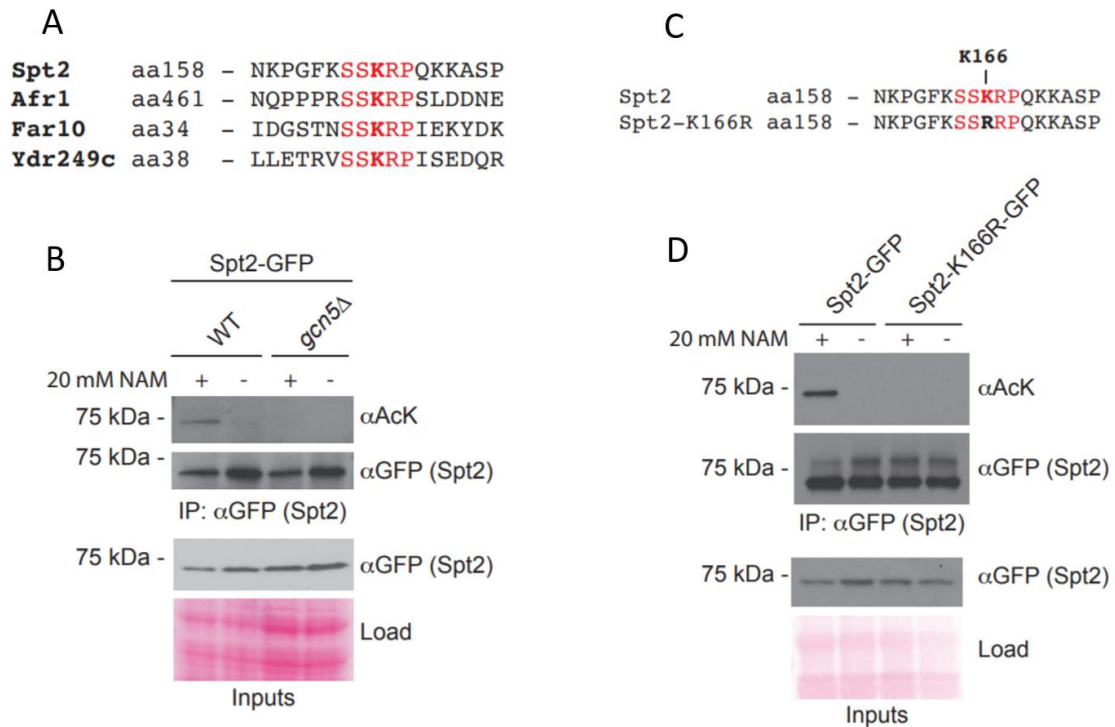 A
Spt2 aa158 - NKPGFKSSKRPQKKASP
Afr1 aa461 - NQPPPRSSKRPSLDDNE
Far10 aa34 - IDGSTNSSKRPIEKYDK
Ydr249c aa38 - LLETRVSSKRPISEDQR
B
Spt2-GFP
WT gcn5Δ
20 mM NAM + - + -
75 kDa - αAcK
75 kDa - αGFP (Spt2)
IP: αGFP (Spt2)
75 kDa - αGFP (Spt2)
Load
Inputs
C
K166
Spt2 aa158 - NKPGFKSSKRPQKKASP
Spt2-K166R aa158 - NKPGFKSSRRPQKKASP
D
Spt2-GFP Spt2-K166R-GFP
20 mM NAM + - + -
75 kDa - αAcK
75 kDa - αGFP (Spt2)
IP: αGFP (Spt2)
75 kDa - αGFP (Spt2)
Load
Inputs